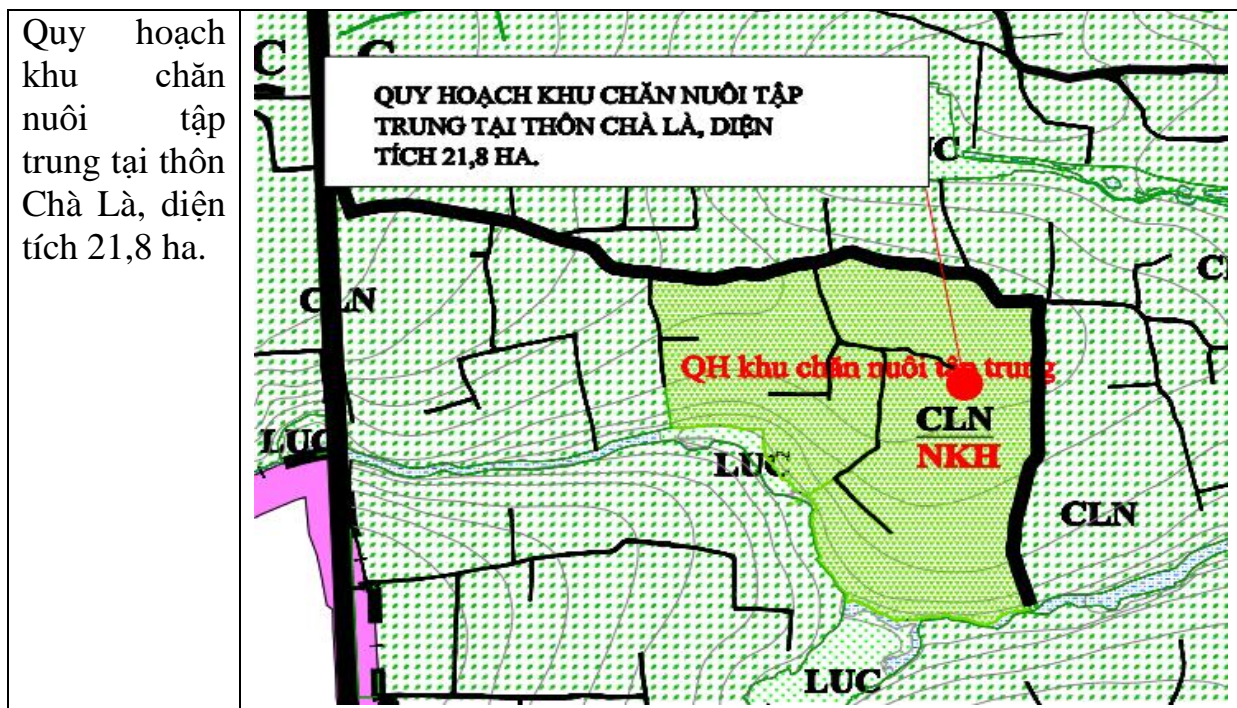 Quy hoạch
khu chăn
nuôi tập
trung tại thôn
Chà Là, diện
tích 21,8 ha.
C
C
QUY HOẠCH KHU CHĂN NUÔI TẬP
TRUNG TẠI THÔN CHÀ LÀ, DIỆN
TÍCH 21,8 HA.
C
CLN
QH khu chăn nuôi tập trung
CLN
NKH
LUC
LUC
CLN
LUC